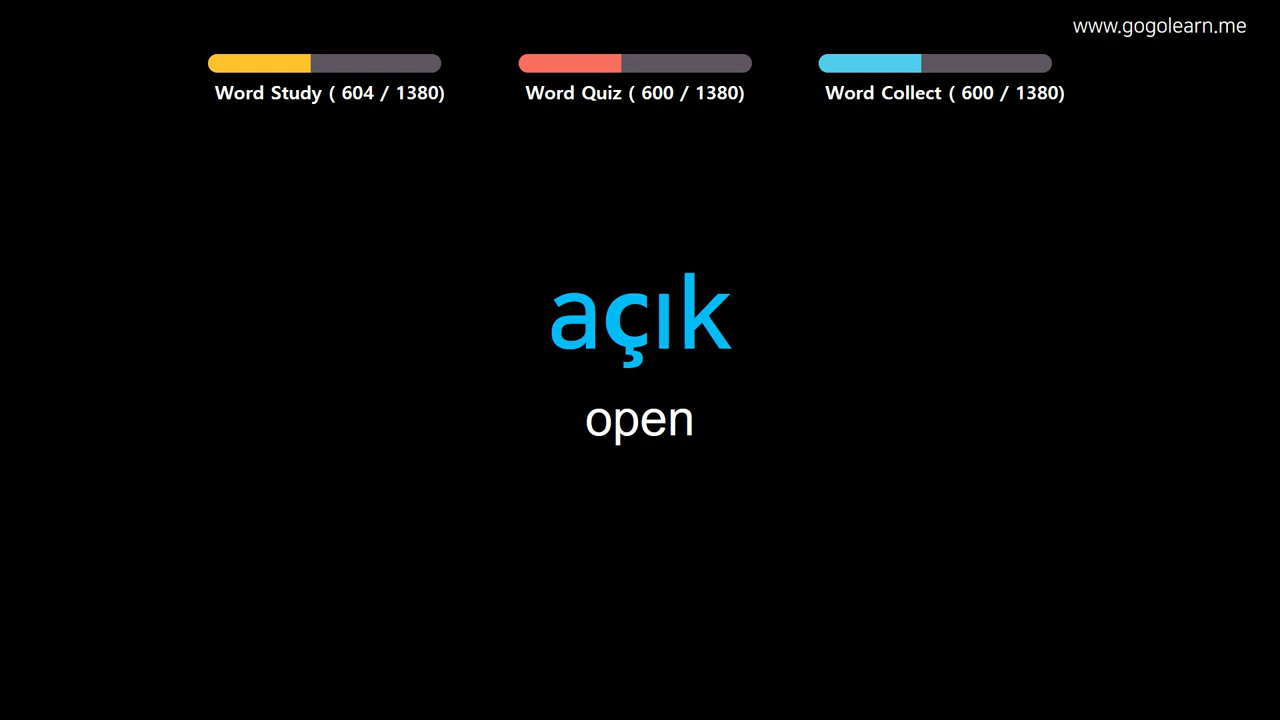 www.gogolearn.me
Word Study ( 604 / 1380)
Word Quiz ( 600 / 1380)
Word Collect ( 600 / 1380)
açık
open